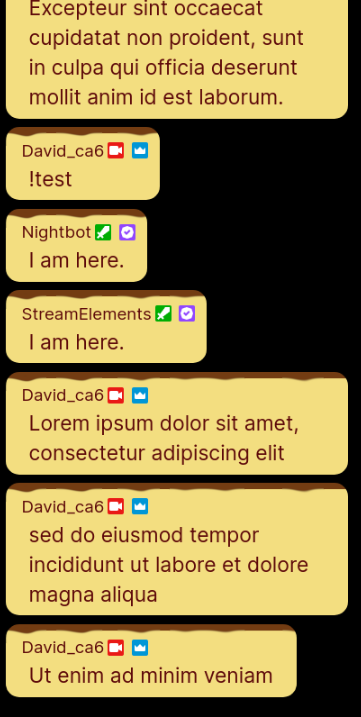 Excepteur sint occaecat
cupidatat non proident, sunt
in culpa qui officia deserunt
mollit anim id est laborum.
David_ca6
!test
Nightbot
I am here.
StreamElements
I am here.
David_ca6
Lorem ipsum dolor sit amet,
consectetur adipiscing elit
David_ca6
sed do eiusmod tempor
incididunt ut labore et dolore
magna aliqua
David_ca6
Ut enim ad minim veniam